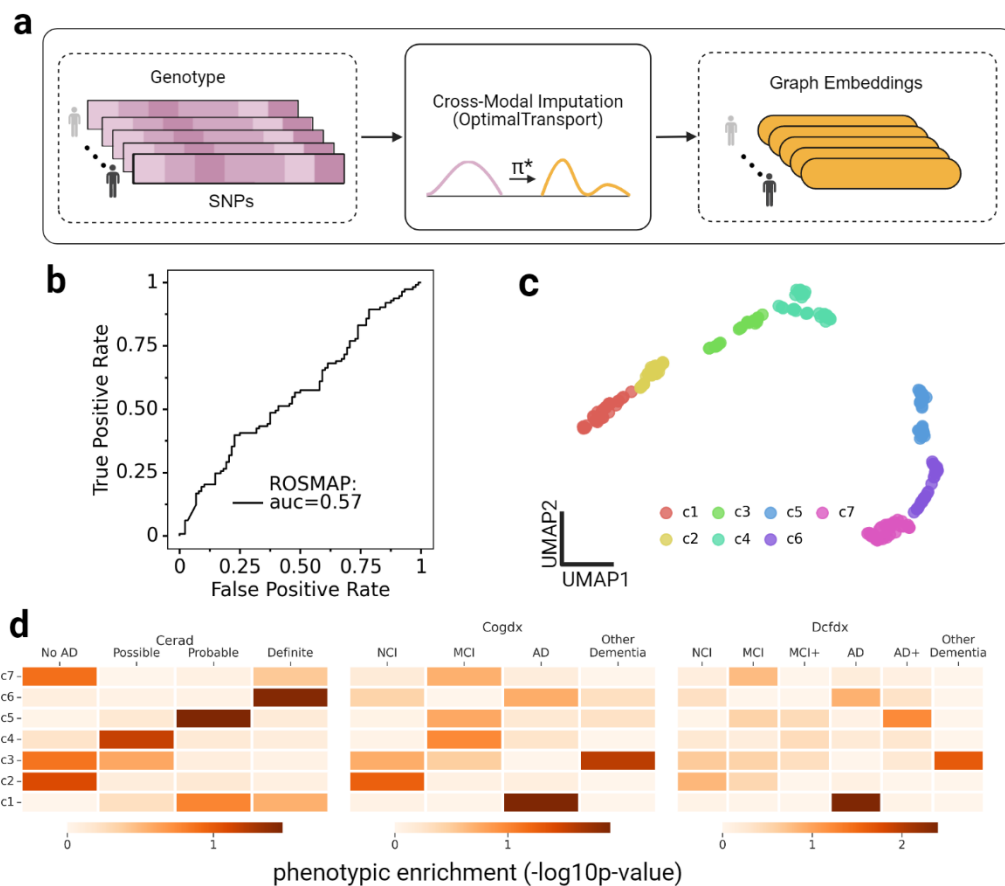 a
Genotype
SNPs
Cross-Modal Imputation
(OptimalTransport)
π*
Graph Embeddings
b
True Positive Rate
1
0.75
0.50
0.25
0
ROSMAP:
auc=0.57
0 0.25 0.50 0.75 1
False Positive Rate
c
c1 c3 c5 c7
c2 c4 c6
UMAP2
UMAP1
d
Cerad
No AD Possible Probable Definite
Cogdx
NCI MCI AD Other
Dementia
Dcfdx
NCI MCI MCI+ AD AD+ Other
Dementia
c7
c6
c5
c4
c3
c2
c1
0 1
0 1
0 1 2
phenotypic enrichment (-log10p-value)